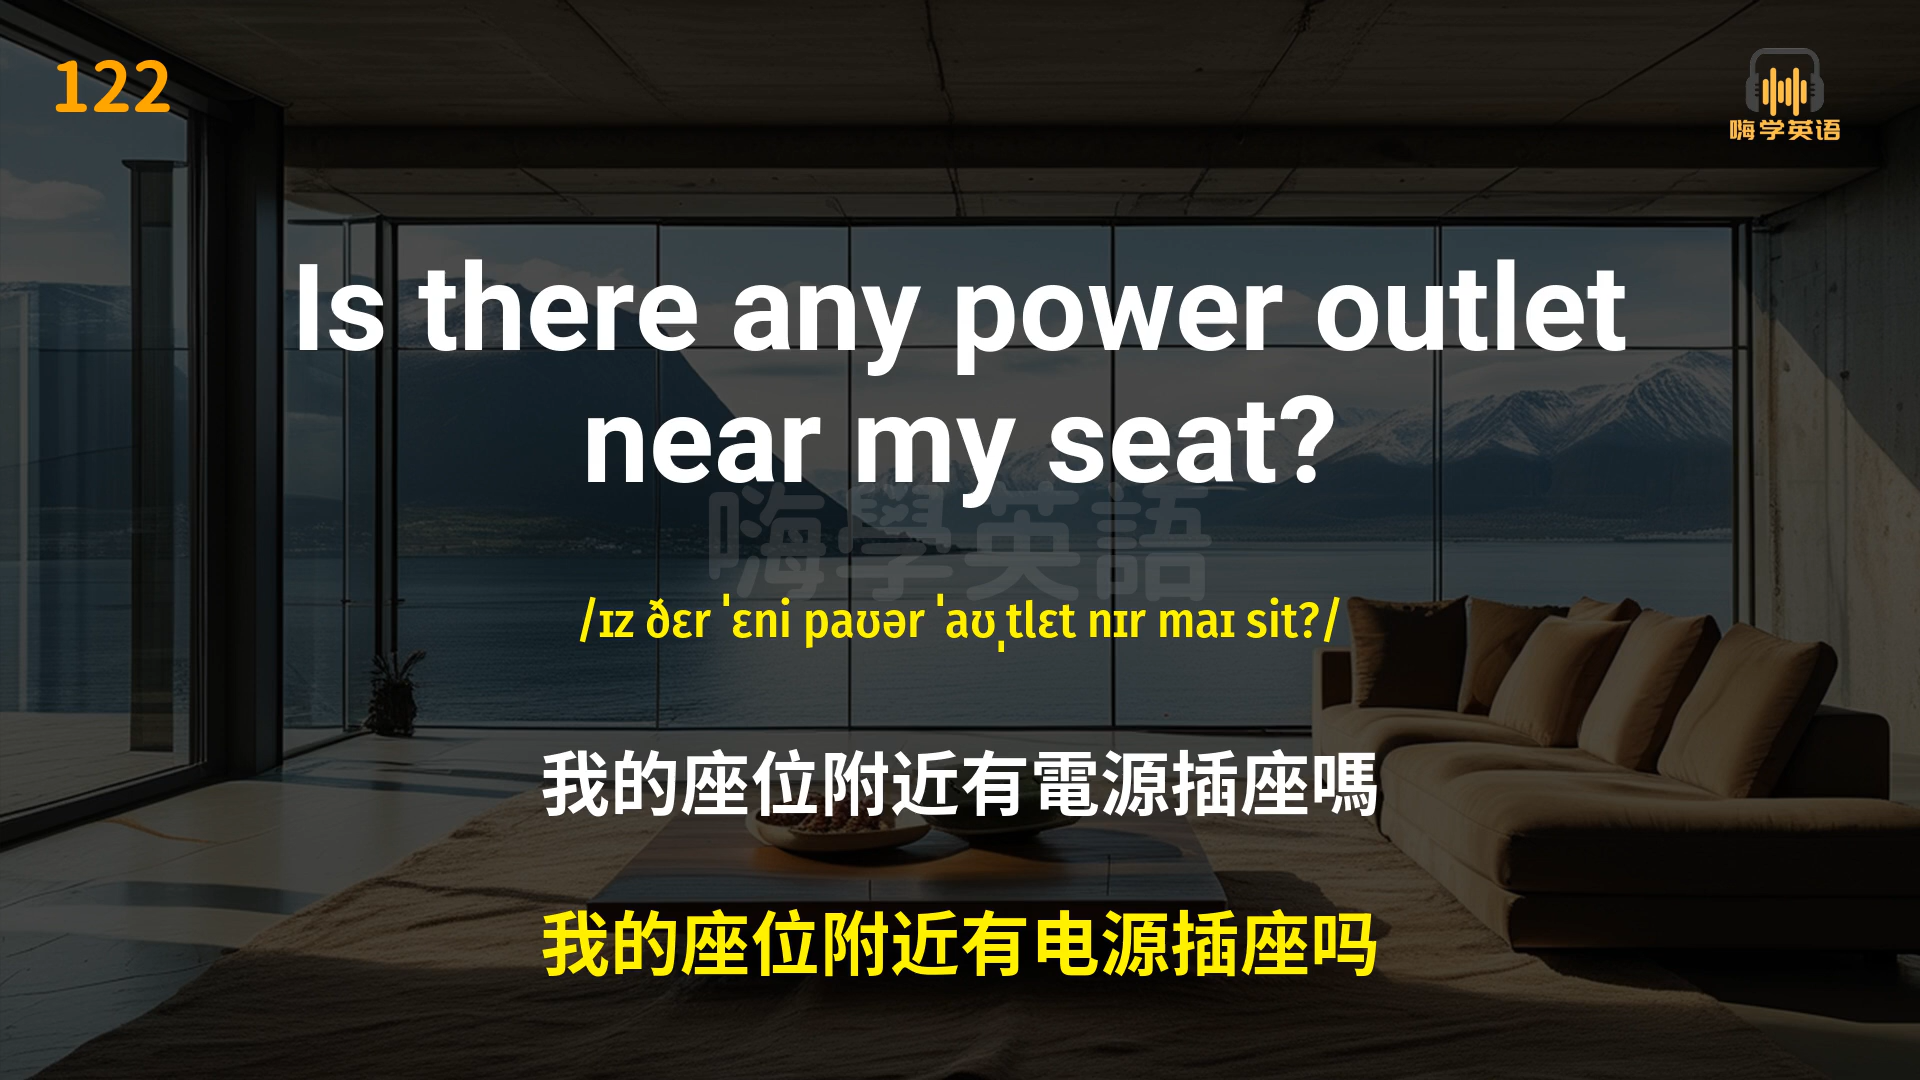 122
嗨学英语
Is there any power outlet
near my seat?
嗨學英語
/ɪz ðɛr ˈɛni paʊər ˈaʊˌtlɛt nɪr maɪ sit?/
我的座位附近有電源插座嗎
我的座位附近有电源插座吗